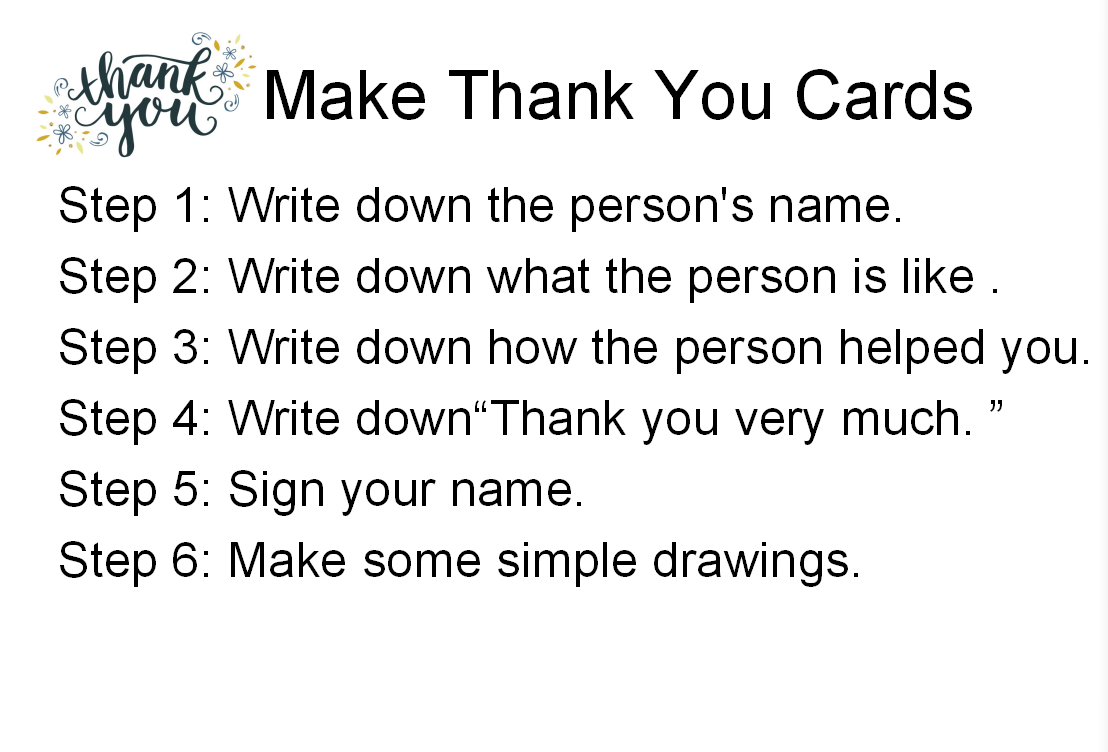 thank
you
Make Thank You Cards
Step 1: Write down the person's name.
Step 2: Write down what the person is like .
Step 3: Write down how the person helped you.
Step 4: Write down“Thank you very much. ”
Step 5: Sign your name.
Step 6: Make some simple drawings.